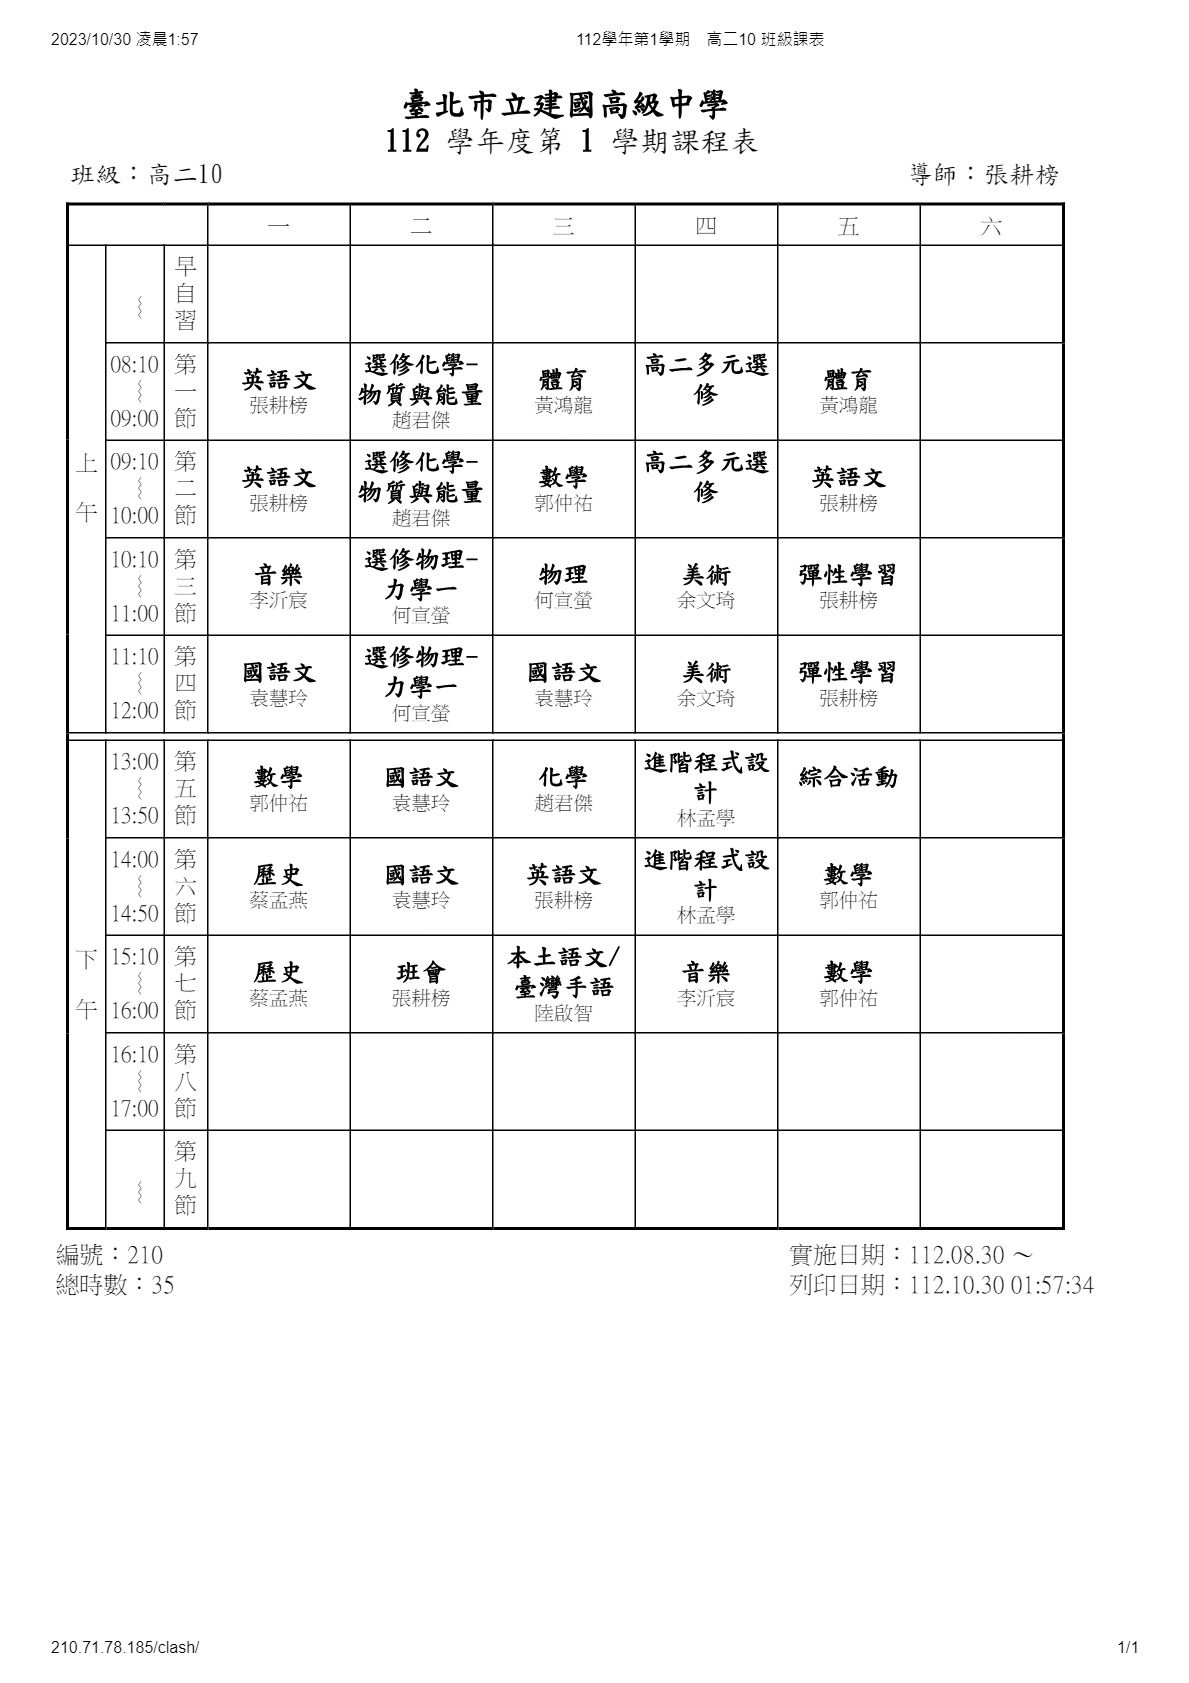 2023/10/30 凌晨1:57 112學年第1學期 高二10 班級課表
臺北市立建國高級中學
112 學年度第 1 學期課程表
班級：高二10 導師：張耕榜
一 二 三 四 五 六
上午
～ 早自習
08:10～09:00 第一節
英語文
張耕榜
選修化學-
物質與能量
趙君傑
體育
黃鴻龍
高二多元選
修
體育
黃鴻龍
09:10～10:00 第二節
英語文
張耕榜
選修化學-
物質與能量
趙君傑
數學
郭仲祐
高二多元選
修
英語文
張耕榜
10:10～11:00 第三節
音樂
李沂宸
選修物理-
力學一
何宣螢
物理
何宣螢
美術
余文琦
彈性學習
張耕榜
11:10～12:00 第四節
國語文
袁慧玲
選修物理-
力學一
何宣螢
國語文
袁慧玲
美術
余文琦
彈性學習
張耕榜
下午
13:00～13:50 第五節
數學
郭仲祐
國語文
袁慧玲
化學
趙君傑
進階程式設
計
林孟學
綜合活動
14:00～14:50 第六節
歷史
蔡孟燕
國語文
袁慧玲
英語文
張耕榜
進階程式設
計
林孟學
數學
郭仲祐
15:10～16:00 第七節
歷史
蔡孟燕
班會
張耕榜
本土語文/
臺灣手語
陸啟智
音樂
李沂宸
數學
郭仲祐
16:10～17:00 第八節
～ 第九節
編號：210 實施日期：112.08.30 ～
總時數：35 列印日期：112.10.30 01:57:34
210.71.78.185/clash/ 1/1